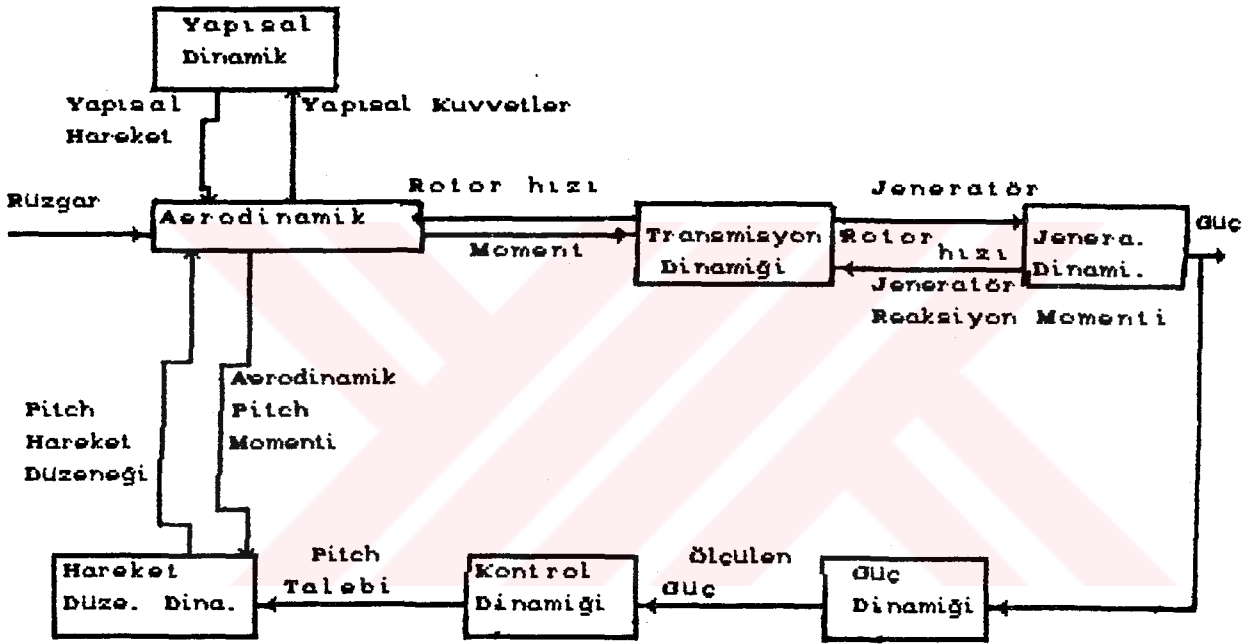 Yapısal
Dinamik
Yapısal
Hareket
Yapısal Kuvvetler
Rüzgar
Aerodinamik
Rotor hızı
Moment
Transmisyon
Dinamiği
Jeneratör
Rotor
hızı
Jeneratör
Reaksiyon Momenti
Jenera.
Dinami.
Güç
Pitch
Hareket
Düzeneği
Aerodinamik
Pitch
Momenti
Hareket
Düze. Dina.
Pitch
Talebi
Kontrol
Dinamiği
Ölçülen
Güç
Güç
Dinamiği